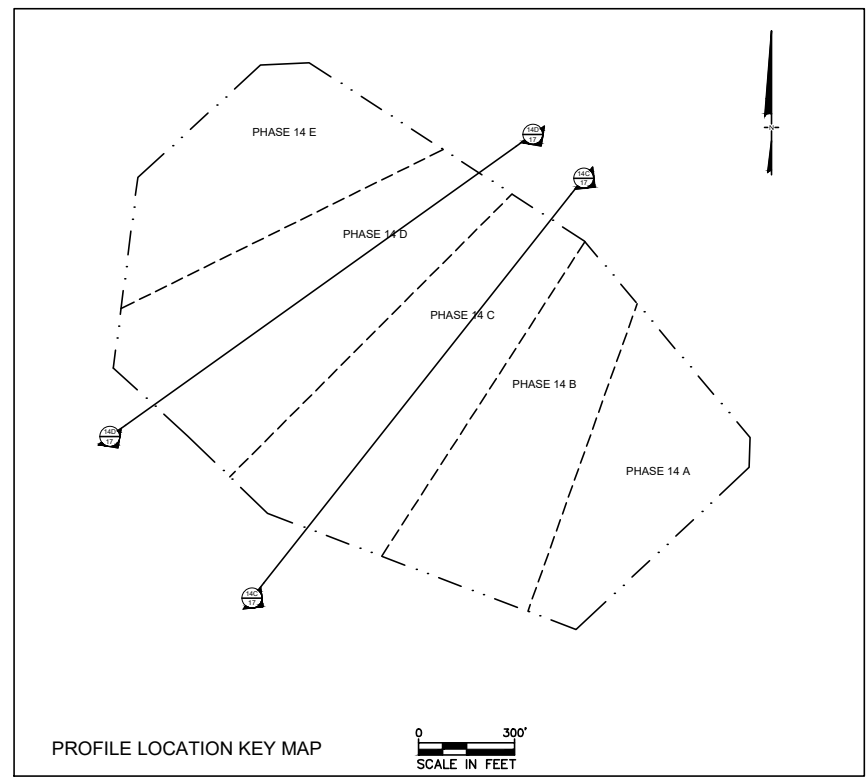 PHASE 14 E
14D
17
14C
17
N
PHASE 14 D
PHASE 14 C
PHASE 14 B
PHASE 14 A
14D
17
14C
17
PROFILE LOCATION KEY MAP
0 300'
SCALE IN FEET